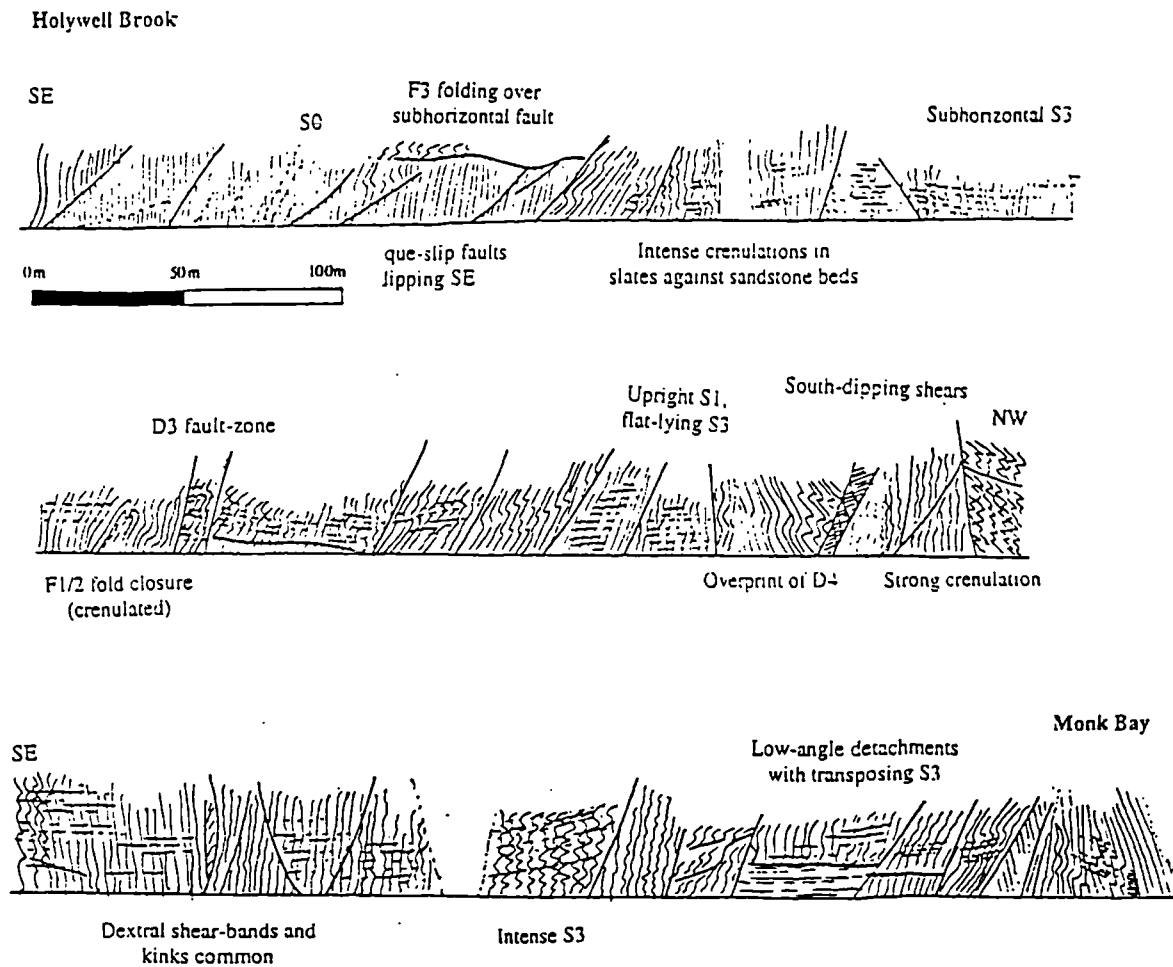 Holywell Brook
SE
F3 folding over
subhorizontal fault
S0
Subhorizontal S3
que-slip faults
dipping SE
Intense crenulations in
slates against sandstone beds
0m 50m 100m
D3 fault-zone
Upright S1,
flat-lying S3
South-dipping shears
NW
F1/2 fold closure
(crenulated)
Overprint of D4
Strong crenulation
Monk Bay
SE
Low-angle detachments
with transposing S3
Dextral shear-bands and
kinks common
Intense S3